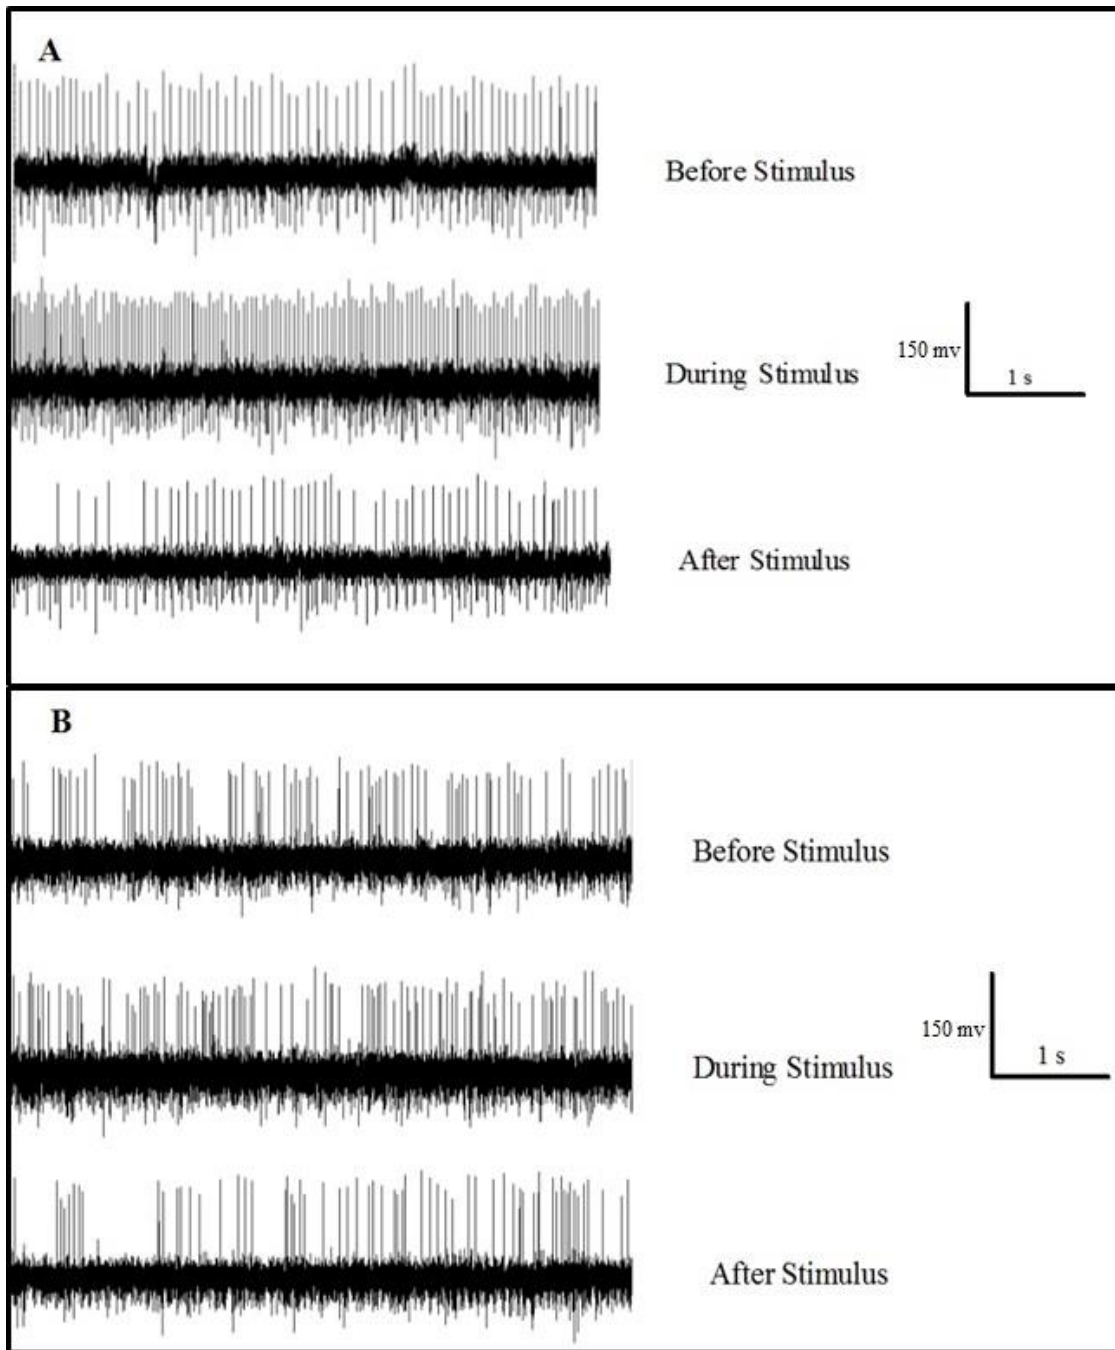 A
Before Stimulus
During Stimulus
150 mv
1 s
After Stimulus
B
Before Stimulus
During Stimulus
150 mv
1 s
After Stimulus